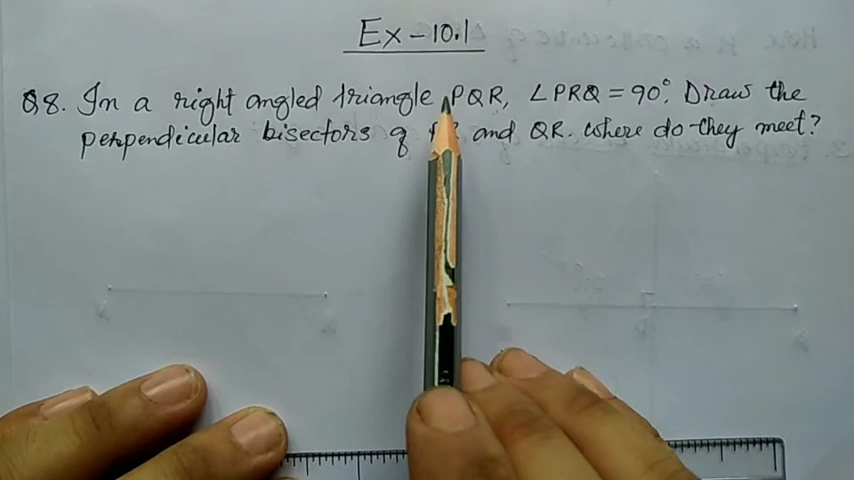 Ex-10.1
Q8. In a right angled triangle PQR, ∠PRQ = 90°. Draw the
perpendicular bisectors of and QR. Where do they meet?